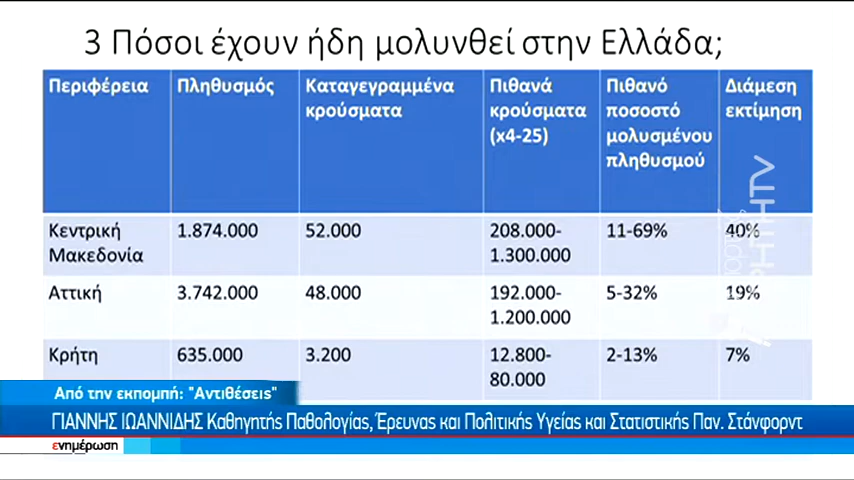 3 Πόσοι έχουν ήδη μολυνθεί στην Ελλάδα;
Περιφέρεια Πληθυσμός Καταγεγραμμένα κρούσματα Πιθανά κρούσματα (x4-25) Πιθανό ποσοστό μολυσμένου πληθυσμού Διάμεση εκτίμηση
Κεντρική Μακεδονία 1.874.000 52.000 208.000-1.300.000 11-69% 40%
Αττική 3.742.000 48.000 192.000-1.200.000 5-32% 19%
Κρήτη 635.000 3.200 12.800-80.000 2-13% 7%
ΚΡΗΤΗTV
Από την εκπομπή: "Αντιθέσεις"
ΓΙΑΝΝΗΣ ΙΩΑΝΝΙΔΗΣ Καθηγητής Παθολογίας, Έρευνας και Πολιτικής Υγείας και Στατιστικής Παν. Στάνφορντ
ενημέρωση